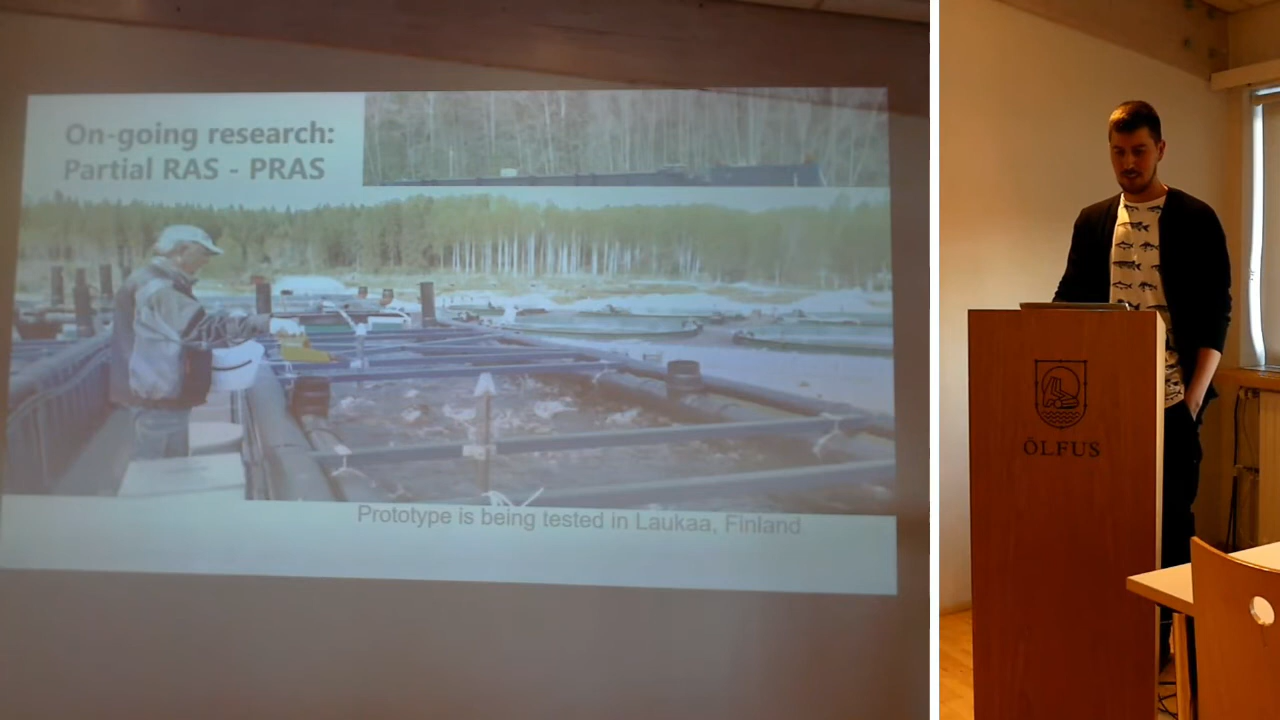 On-going research:
Partial RAS - PRAS
Prototype is being tested in Laukaa, Finland
ÖLFUS